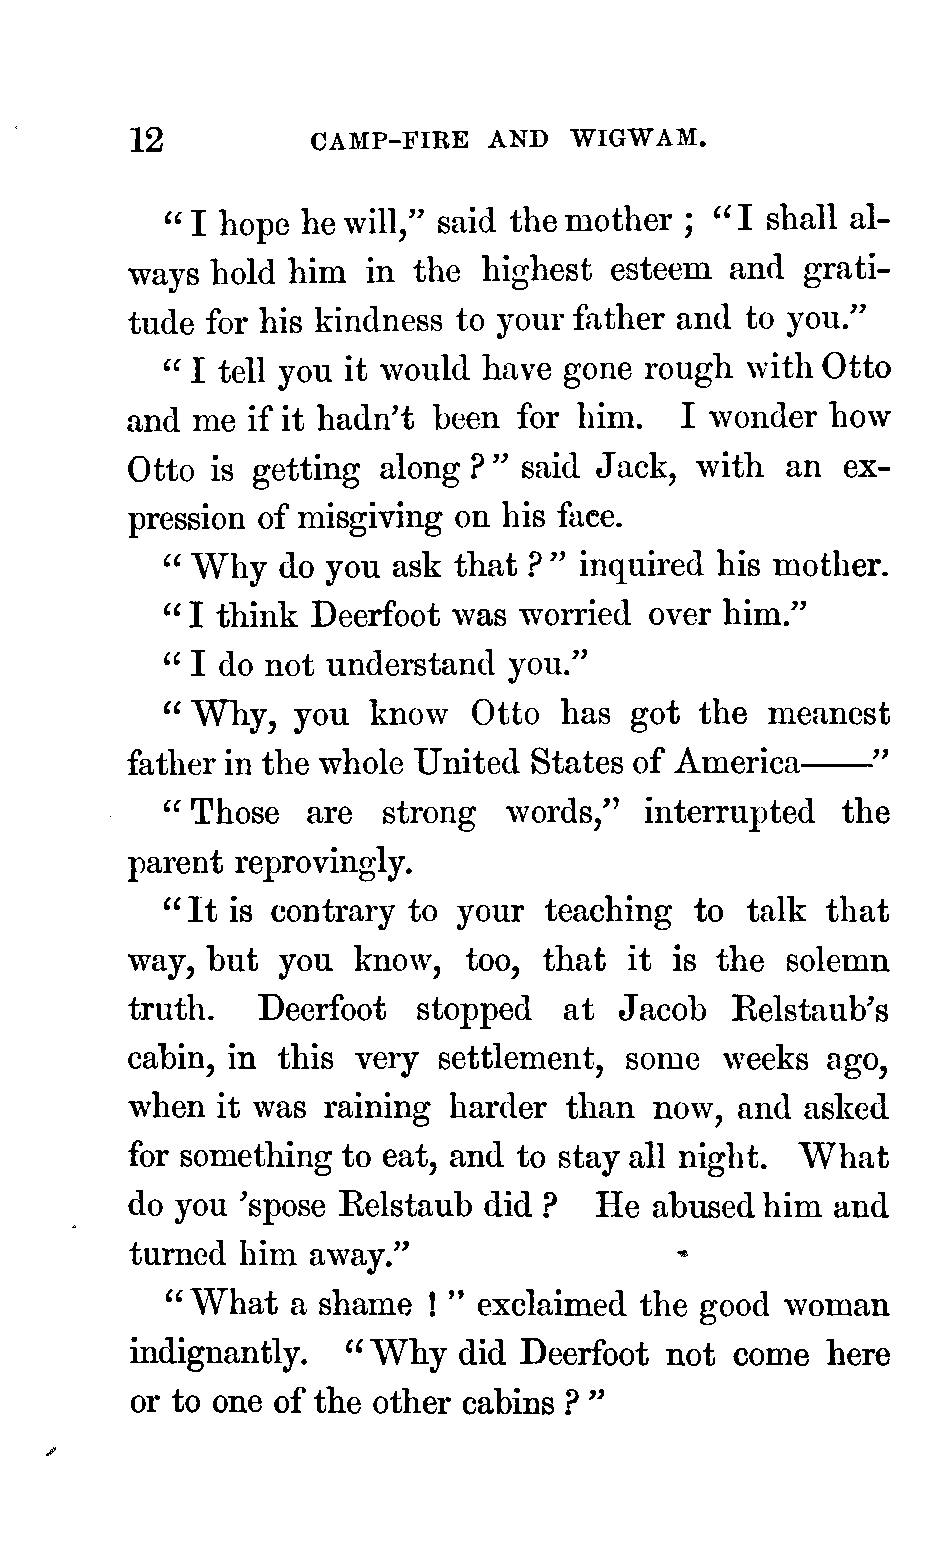 12 CAMP-FIRE AND WIGWAM.
“I hope he will,” said the mother ; “I shall al-
ways hold him in the highest esteem and grati-
tude for his kindness to your father and to you.”
“I tell you it would have gone rough with Otto
and me if it hadn't been for him. I wonder how
Otto is getting along ?” said Jack, with an ex-
pression of misgiving on his face.
“Why do you ask that ?” inquired his mother.
“I think Deerfoot was worried over him.”
“I do not understand you.”
“Why, you know Otto has got the meanest
father in the whole United States of America——”
“Those are strong words,” interrupted the
parent reprovingly.
“It is contrary to your teaching to talk that
way, but you know, too, that it is the solemn
truth. Deerfoot stopped at Jacob Relstaub's
cabin, in this very settlement, some weeks ago,
when it was raining harder than now, and asked
for something to eat, and to stay all night. What
do you 'spose Relstaub did ? He abused him and
turned him away.”
“What a shame ! ” exclaimed the good woman
indignantly. “Why did Deerfoot not come here
or to one of the other cabins ?”